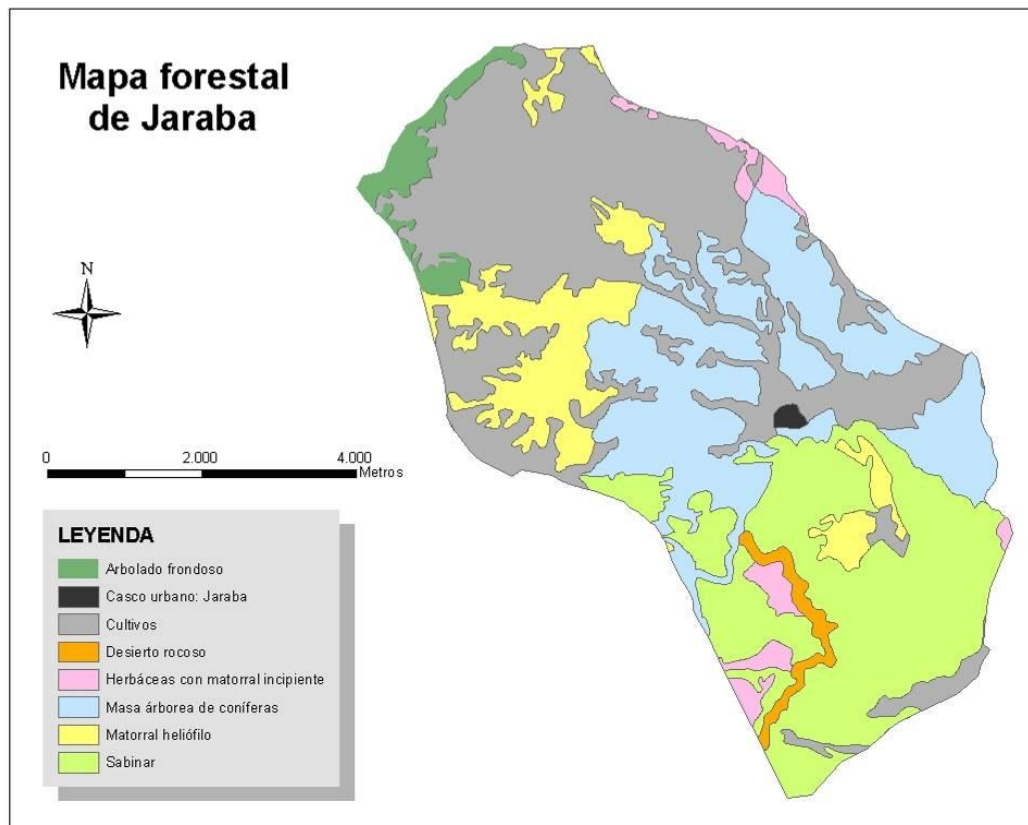 Mapa forestal
de Jaraba
N
0 2.000 4.000
Metros
LEYENDA
Arbolado frondoso
Casco urbano: Jaraba
Cultivos
Desierto rocoso
Herbáceas con matorral incipiente
Masa árborea de coníferas
Matorral heliófilo
Sabinar